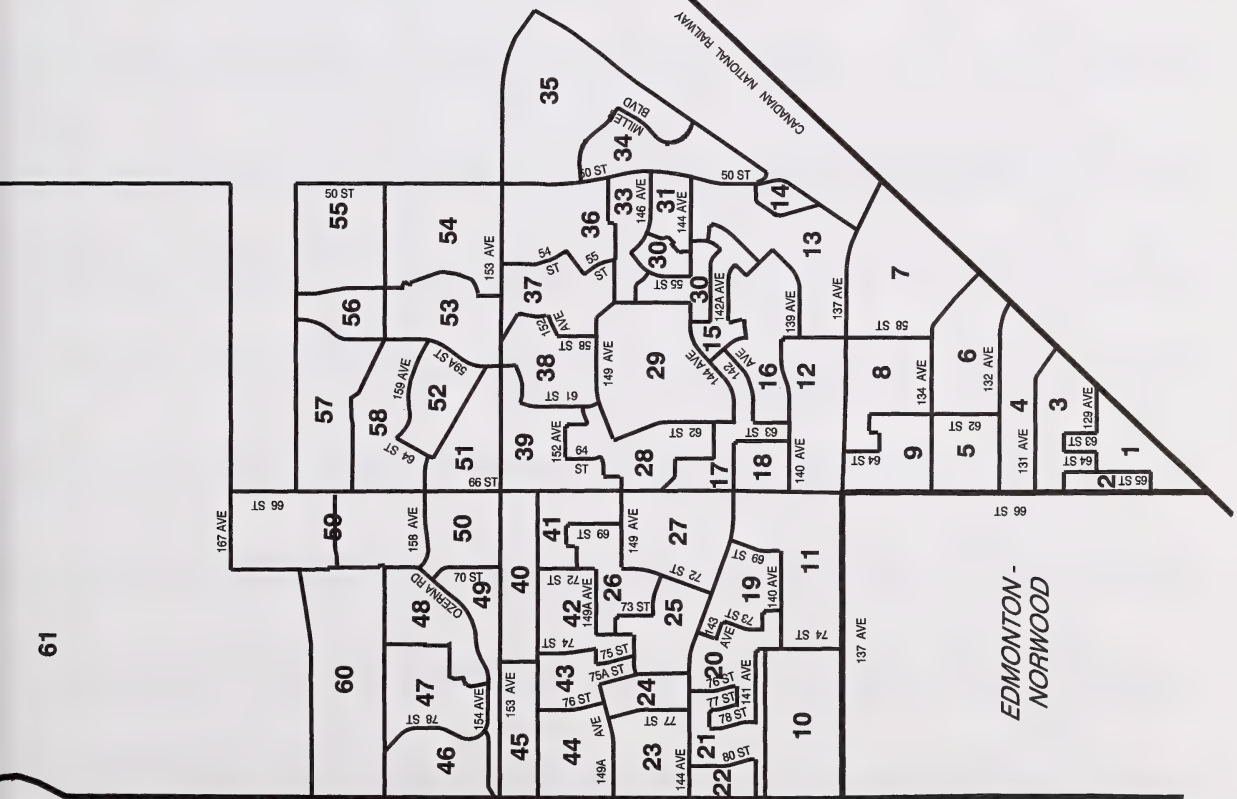 CANADIAN NATIONAL RAILWAY
35
MILLER BLVD
34
50 ST
50 ST
14
55
50 ST
54
153 AVE
36
33
146 AVE
31
144 AVE
13
54 ST
55 ST
30
55 ST
30
142A AVE
139 AVE
137 AVE
7
56
53
37
152 AVE
58 ST
15
58 ST
57
58
159 AVE
52
59A ST
64 ST
38
61 ST
149 AVE
29
144 AVE
142 AVE
16
12
8
134 AVE
6
132 AVE
4
131 AVE
3
129 AVE
63 ST
64 ST
1
2
65 ST
51
66 ST
39
152 AVE
64 ST
28
62 ST
17
63 ST
18
140 AVE
64 ST
9
62 ST
5
167 AVE
66 ST
59
158 AVE
50
66 ST
40
41
69 ST
149 AVE
27
72 ST
69 ST
11
61
60
48
OZERNA RD
70 ST
49
72 ST
42
149A AVE
26
73 ST
25
143 AVE
73 ST
19
140 AVE
74 ST
137 AVE
EDMONTON -
NORWOOD
47
78 ST
154 AVE
46
153 AVE
45
74 ST
43
75 ST
75A ST
76 ST
44
149A AVE
24
77 ST
23
144 AVE
20
76 ST
77 ST
78 ST
141 AVE
21
80 ST
22
10